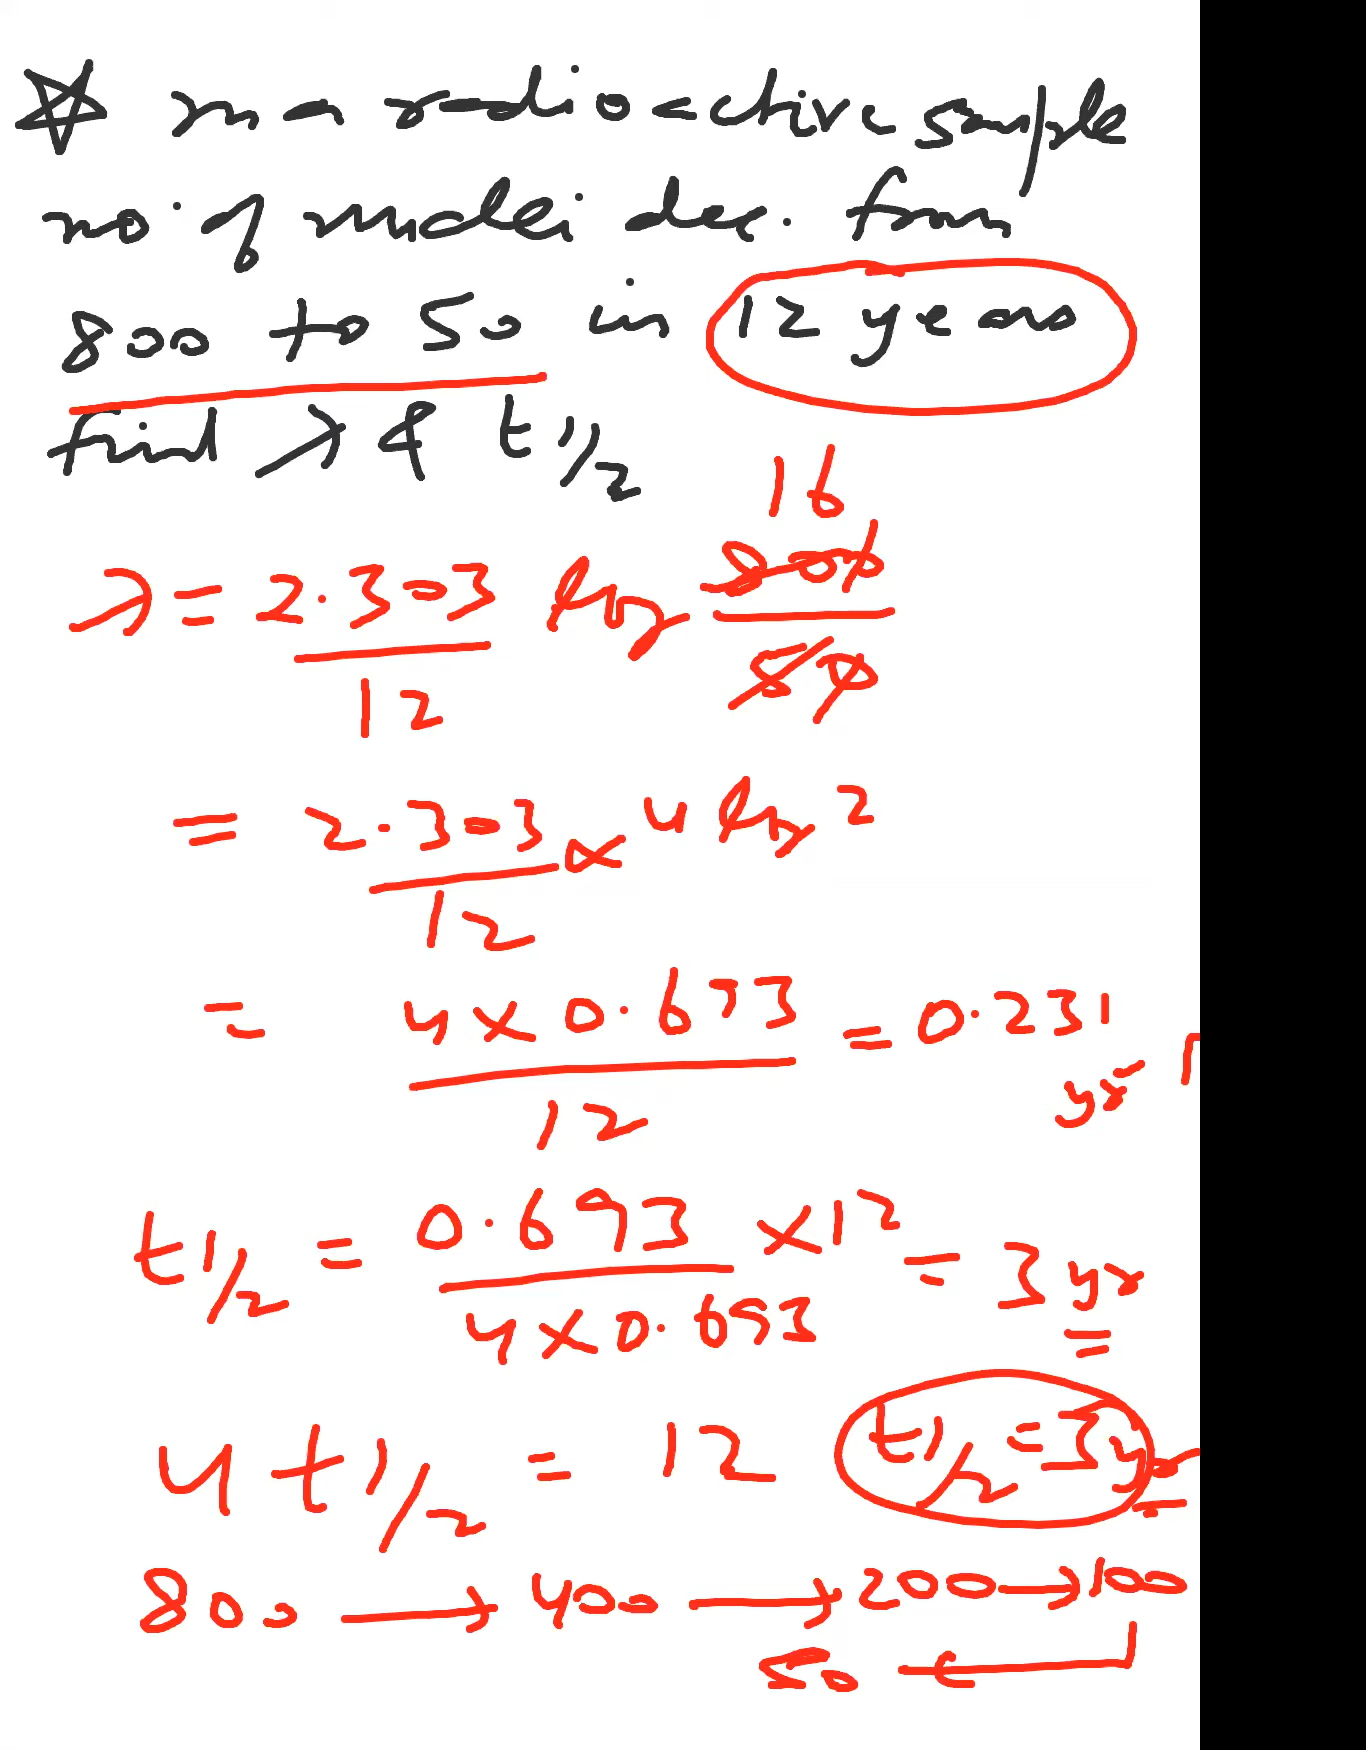 ☆ In a radioactive sample
no. of nuclei dec. from
800 to 50 in 12 years
find λ & t1/2
16
λ = 2.303/12 log 800/50
= 2.303/12 × 4 log 2
= 4 × 0.693/12 = 0.231 yr⁻¹
t1/2 = 0.693/4 × 0.693 × 12 = 3 yr
4 t1/2 = 12 t1/2 = 3 yr
800 → 400 → 200 → 100
50 ←